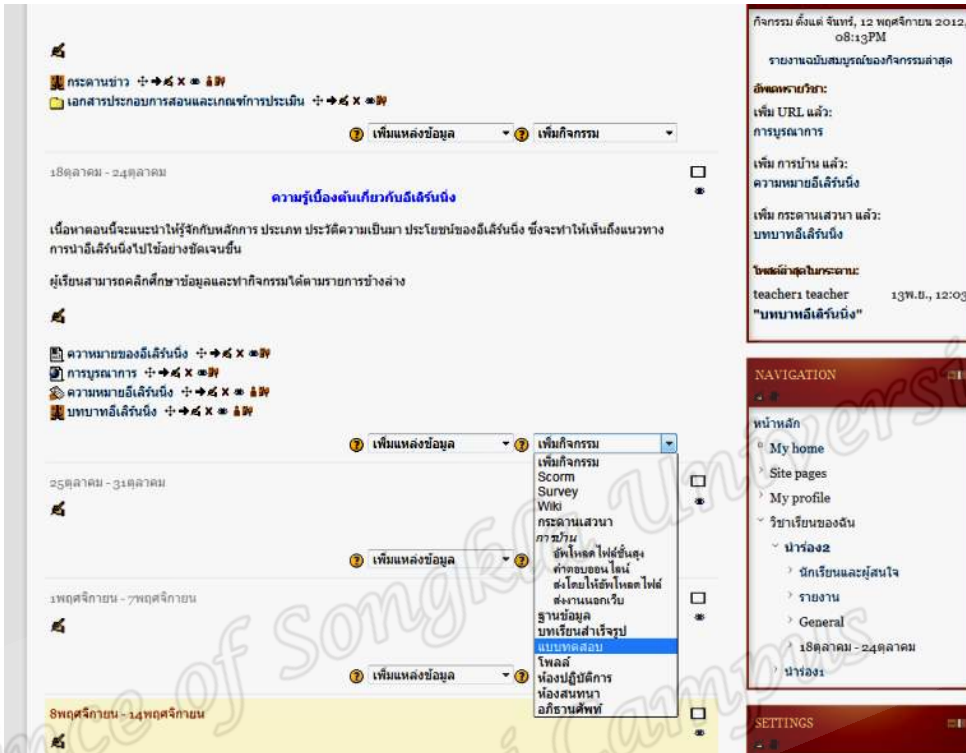 กระดานข่าว
เอกสารประกอบการสอนและเกณฑ์การประเมิน
เพิ่มแหล่งข้อมูล
เพิ่มกิจกรรม
18ตุลาคม - 24ตุลาคม
ความรู้เบื้องต้นเกี่ยวกับอีเลิร์นนิ่ง
เนื้อหาตอนนี้จะแนะนำให้รู้จักกับหลักการ ประเภท ประวัติความเป็นมา ประโยชน์ของอีเลิร์นนิ่ง ซึ่งจะทำให้เห็นถึงแนวทาง
การนำอีเลิร์นนิ่งไปใช้อย่างชัดเจนขึ้น
ผู้เรียนสามารถคลิกศึกษาข้อมูลและทำกิจกรรมได้ตามรายการข้างล่าง
ความหมายของอีเลิร์นนิ่ง
การบูรณาการ
ความหมายอีเลิร์นนิ่ง
บทบาทอีเลิร์นนิ่ง
เพิ่มแหล่งข้อมูล
เพิ่มกิจกรรม
เพิ่มกิจกรรม
Scorm
Survey
Wiki
กระดานเสวนา
การบ้าน
อัพโหลดไฟล์ขั้นสูง
คำตอบออนไลน์
ส่งโดยให้อัพโหลดไฟล์
ส่งงานนอกเว็บ
ฐานข้อมูล
บทเรียนสำเร็จรูป
แบบทดสอบ
โพลล์
ห้องปฏิบัติการ
ห้องสนทนา
อภิธานศัพท์
25ตุลาคม - 31ตุลาคม
เพิ่มแหล่งข้อมูล
1พฤศจิกายน - 7พฤศจิกายน
เพิ่มแหล่งข้อมูล
8พฤศจิกายน - 14พฤศจิกายน
กิจกรรม ตั้งแต่ จันทร์, 12 พฤศจิกายน 2012,
08:13PM
รายงานฉบับสมบูรณ์ของกิจกรรมล่าสุด
อัพเดทรายวิชา:
เพิ่ม URL แล้ว:
การบูรณาการ
เพิ่ม การบ้าน แล้ว:
ความหมายอีเลิร์นนิ่ง
เพิ่ม กระดานเสวนา แล้ว:
บทบาทอีเลิร์นนิ่ง
โพสต์ล่าสุดในกระดาน:
teacher1 teacher 13พ.ย., 12:03
"บทบาทอีเลิร์นนิ่ง"
NAVIGATION
หน้าหลัก
My home
Site pages
My profile
วิชาเรียนของฉัน
นำร่อง2
นักเรียนและผู้สนใจ
รายงาน
General
18ตุลาคม - 24ตุลาคม
นำร่อง1
SETTINGS